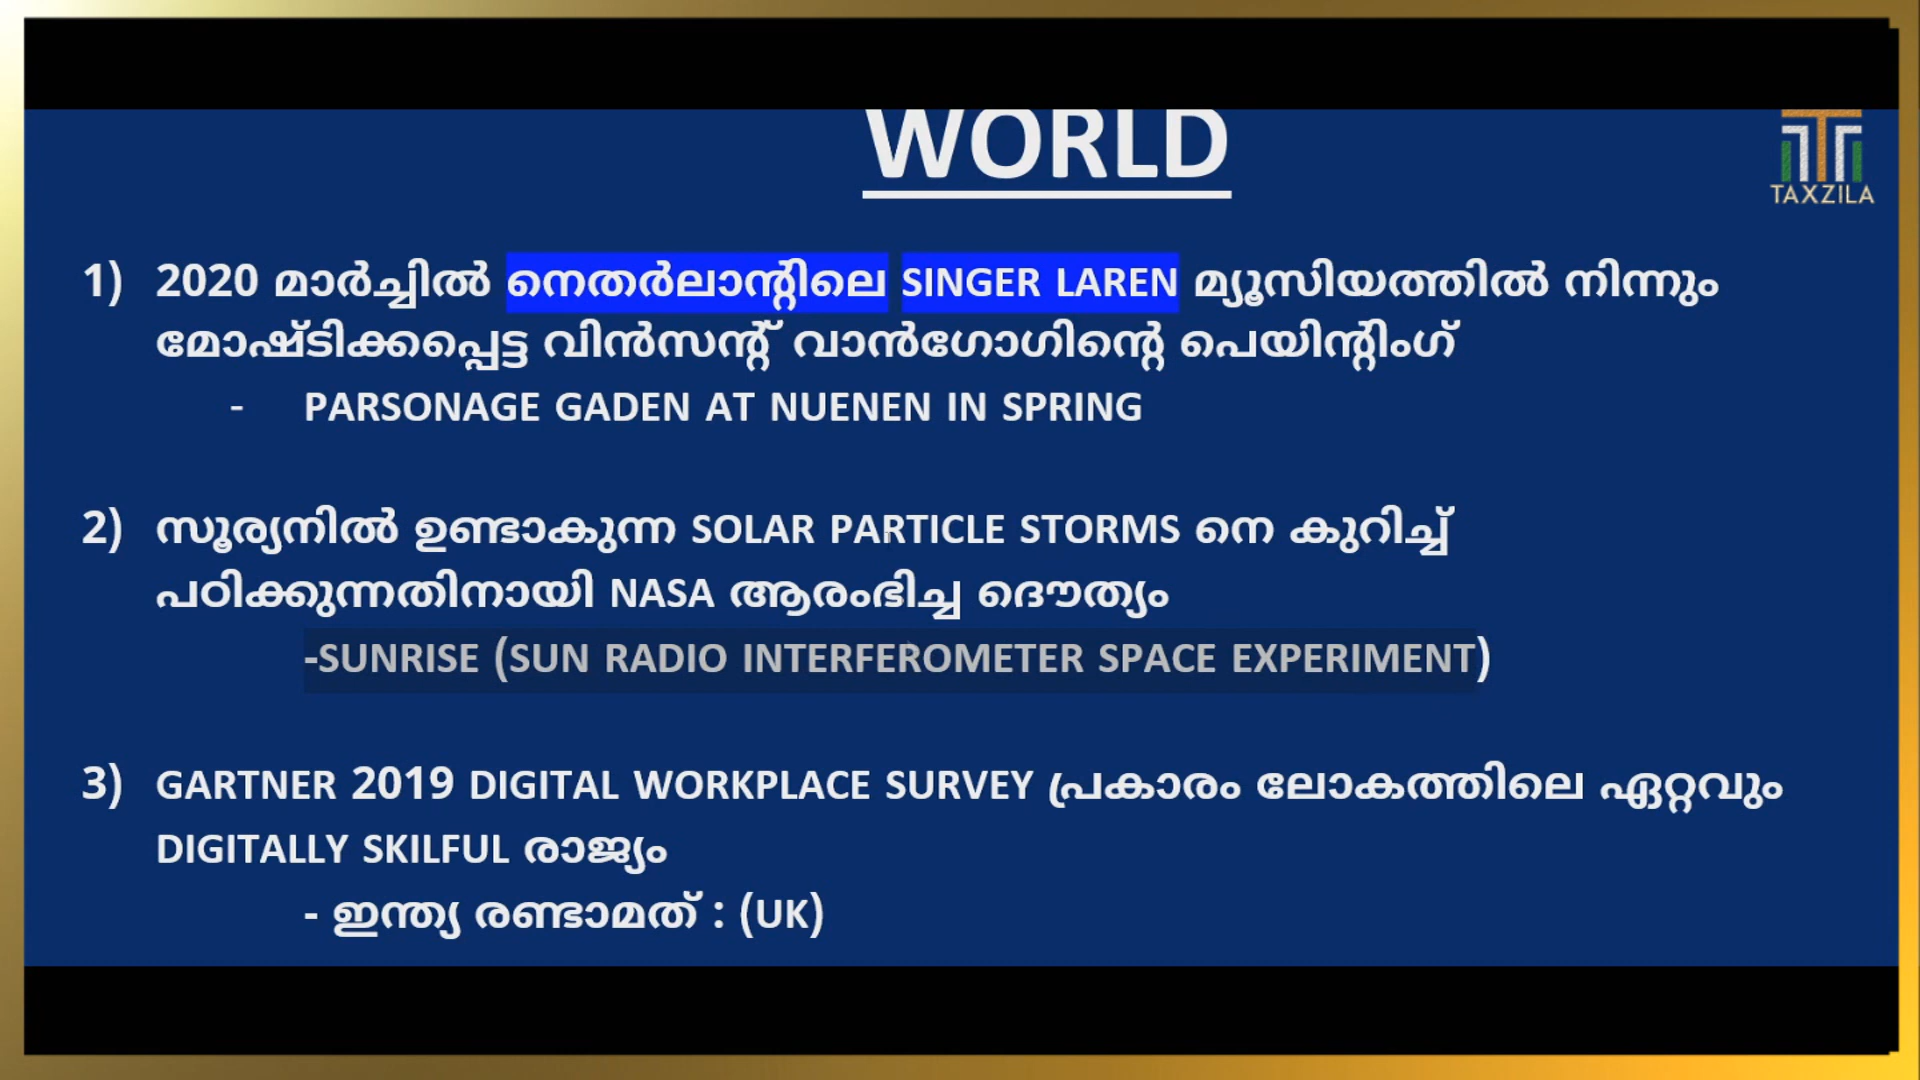 WORLD
TAXZILA
1) 2020 മാർച്ചിൽ നെതർലാന്റിലെ SINGER LAREN മ്യൂസിയത്തിൽ നിന്നും
മോഷ്ടിക്കപ്പെട്ട വിൻസന്റ് വാൻഗോഗിന്റെ പെയിന്റിംഗ്
- PARSONAGE GADEN AT NUENEN IN SPRING
2) സൂര്യനിൽ ഉണ്ടാകുന്ന SOLAR PARTICLE STORMS നെ കുറിച്ച്
പഠിക്കുന്നതിനായി NASA ആരംഭിച്ച ദൌത്യം
-SUNRISE (SUN RADIO INTERFEROMETER SPACE EXPERIMENT)
3) GARTNER 2019 DIGITAL WORKPLACE SURVEY പ്രകാരം ലോകത്തിലെ ഏറ്റവും
DIGITALLY SKILFUL രാജ്യം
- ഇന്ത്യ രണ്ടാമത് : (UK)